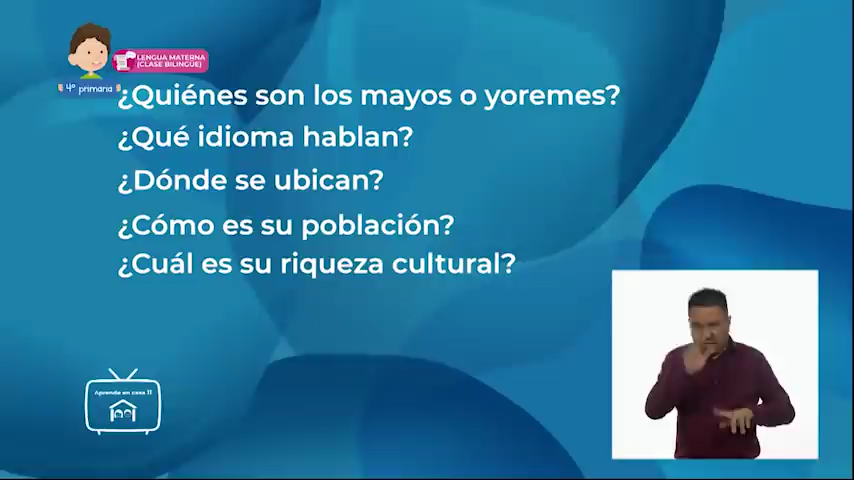 LENGUA MATERNA
(CLASE BILINGÜE)
4º primaria
¿Quiénes son los mayos o yoremes?
¿Qué idioma hablan?
¿Dónde se ubican?
¿Cómo es su población?
¿Cuál es su riqueza cultural?
Aprende en casa II